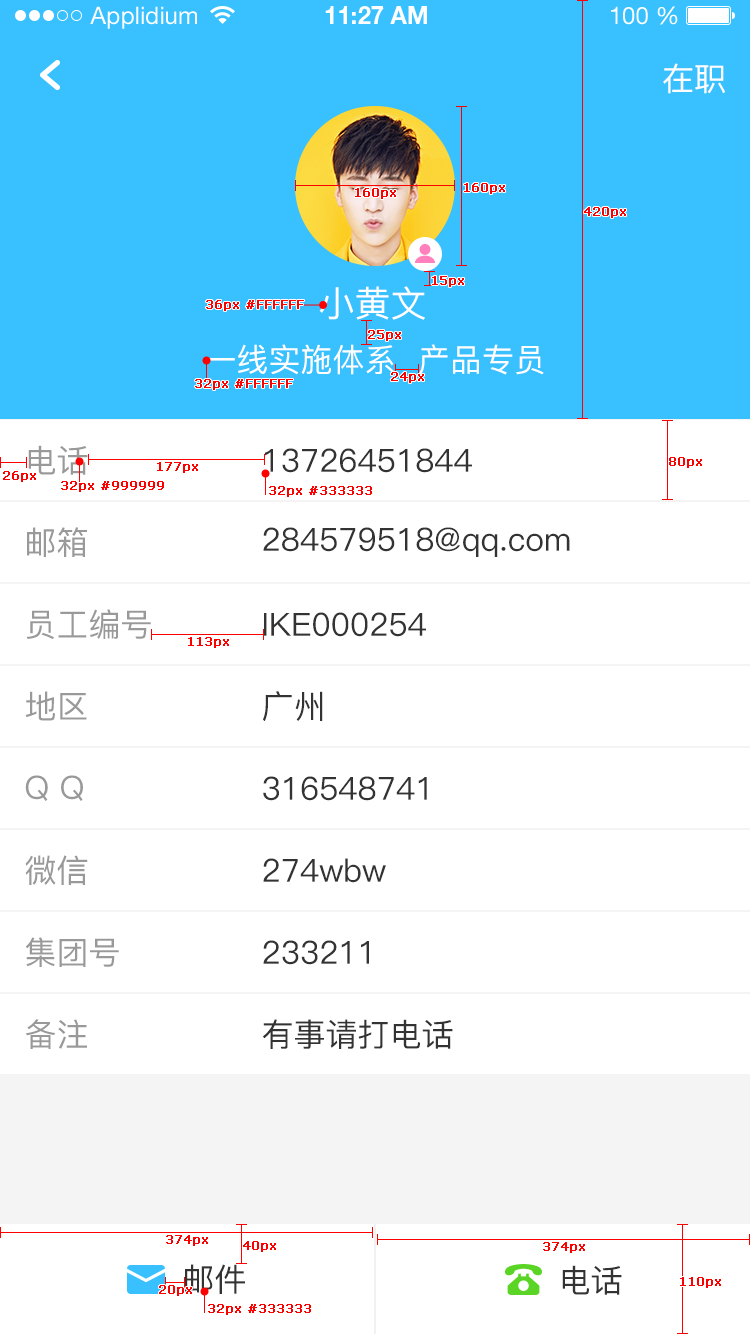 Applidium 11:27 AM 100 %
在职
160px 160px
420px
15px
36px #FFFFFF 小黄文
25px
一线实施体系 产品专员
32px #FFFFFF 24px
电话 13726451844
26px 177px 80px
32px #999999 32px #333333
邮箱 284579518@qq.com
员工编号 IKE000254
113px
地区 广州
Q Q 316548741
微信 274wbw
集团号 233211
备注 有事请打电话
374px 40px 374px
邮件 电话
20px 110px
32px #333333